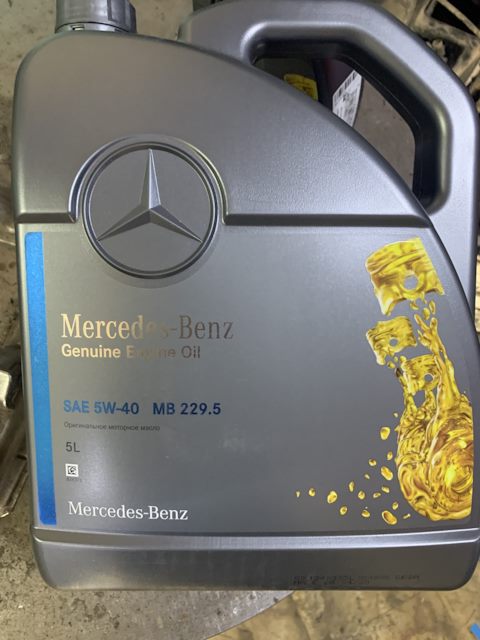 Mercedes-Benz
Genuine Engine Oil
SAE 5W-40 MB 229.5
Оригинальное моторное масло
5L
Mercedes-Benz